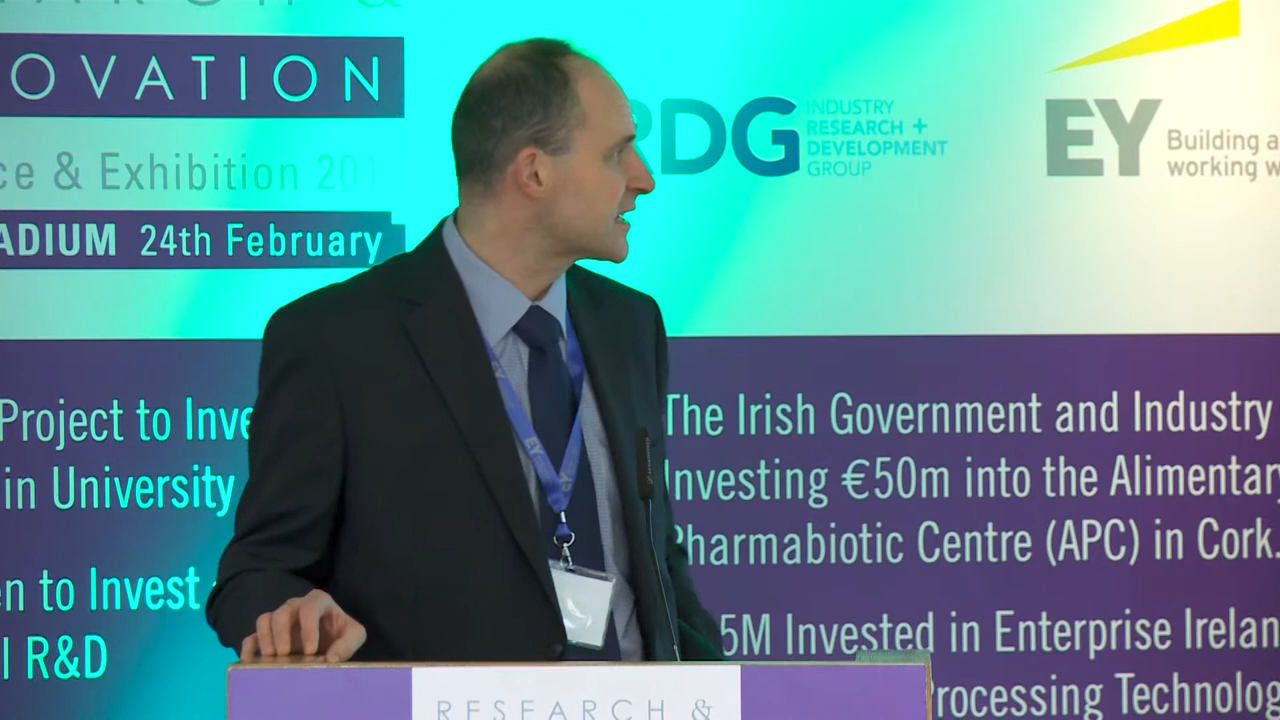 OVATION
ce & Exhibition 20
ADIUM 24th February
RDG
INDUSTRY
RESEARCH +
DEVELOPMENT
GROUP
EY
Building a
working w
Project to Inve
in University
en to Invest
l R&D
The Irish Government and Industry
Investing €50m into the Alimentary
Pharmabiotic Centre (APC) in Cork.
5M Invested in Enterprise Irelan
Processing Technolog
EY
RESEARCH &